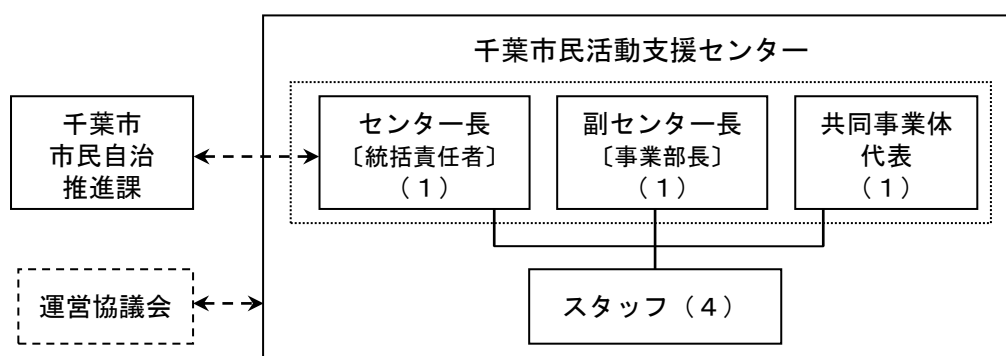 千葉市民活動支援センター
千葉市
市民自治
推進課
センター長
〔統括責任者〕
（１）
副センター長
〔事業部長〕
（１）
共同事業体
代表
（１）
運営協議会
スタッフ（４）